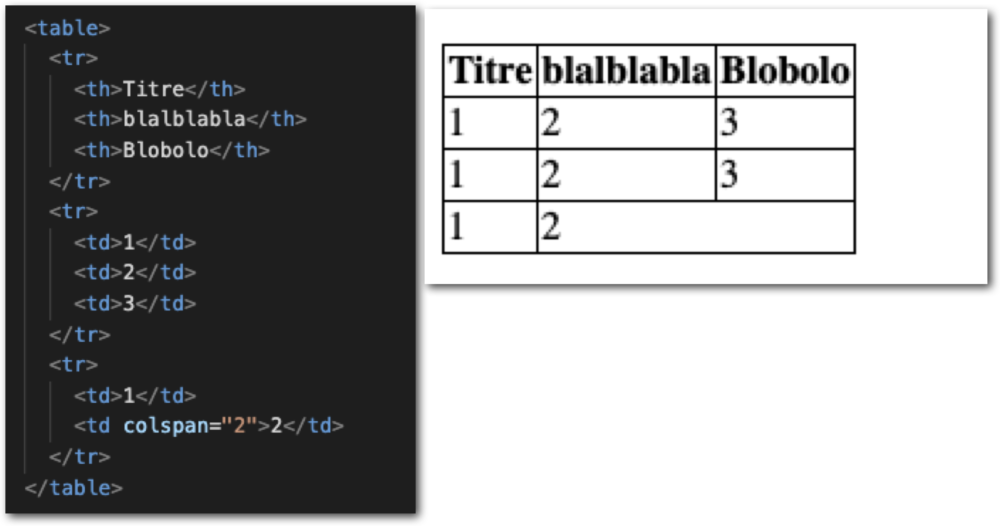 <table>
<tr>
<th>Titre</th>
<th>blalblabla</th>
<th>Blobolo</th>
</tr>
<tr>
<td>1</td>
<td>2</td>
<td>3</td>
</tr>
<tr>
<td>1</td>
<td colspan="2">2</td>
</tr>
</table>
Titre blalblabla Blobolo
1 2 3
1 2 3
1 2